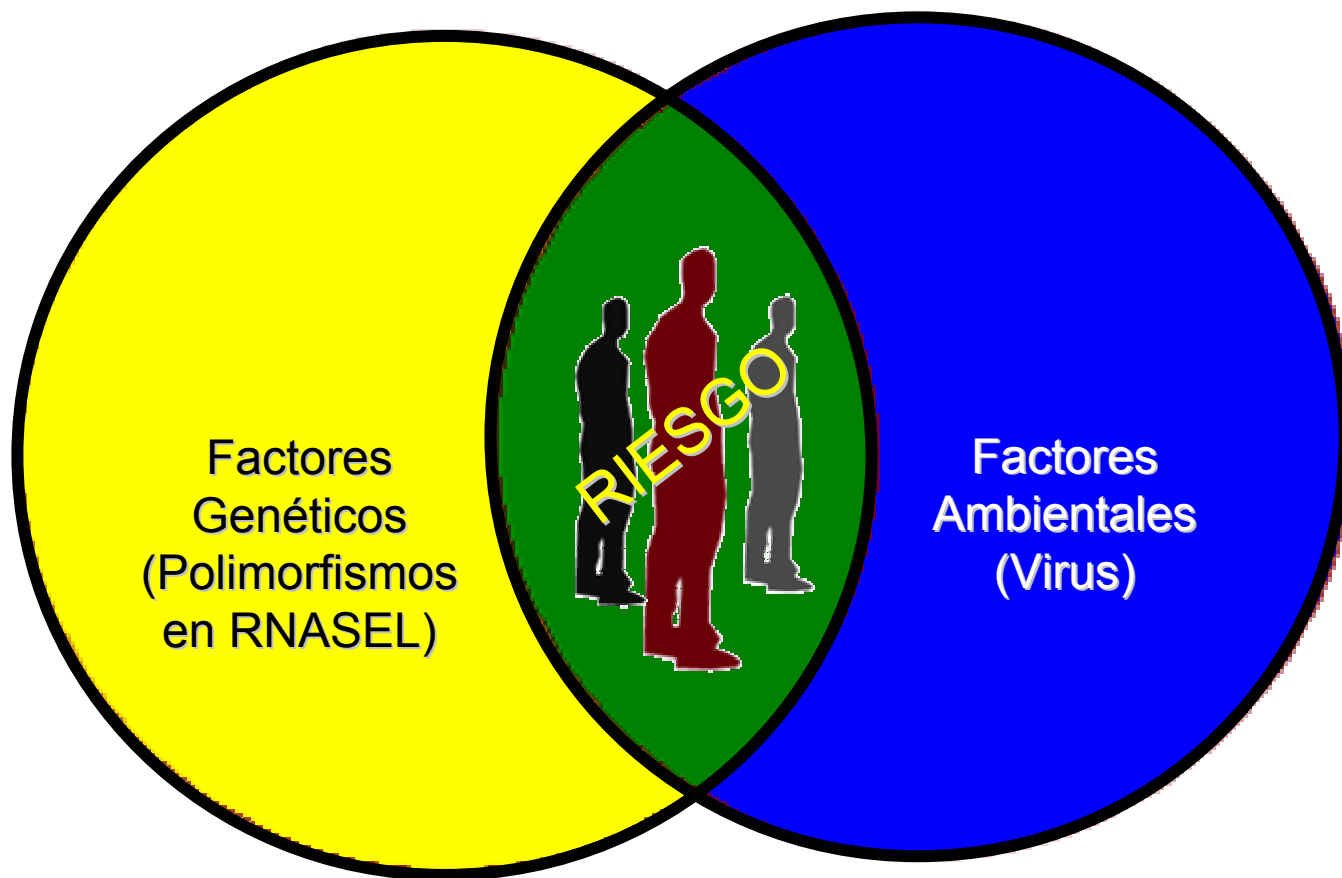 Factores
Genéticos
(Polimorfismos
en RNASEL)
RIESGO
Factores
Ambientales
(Virus)